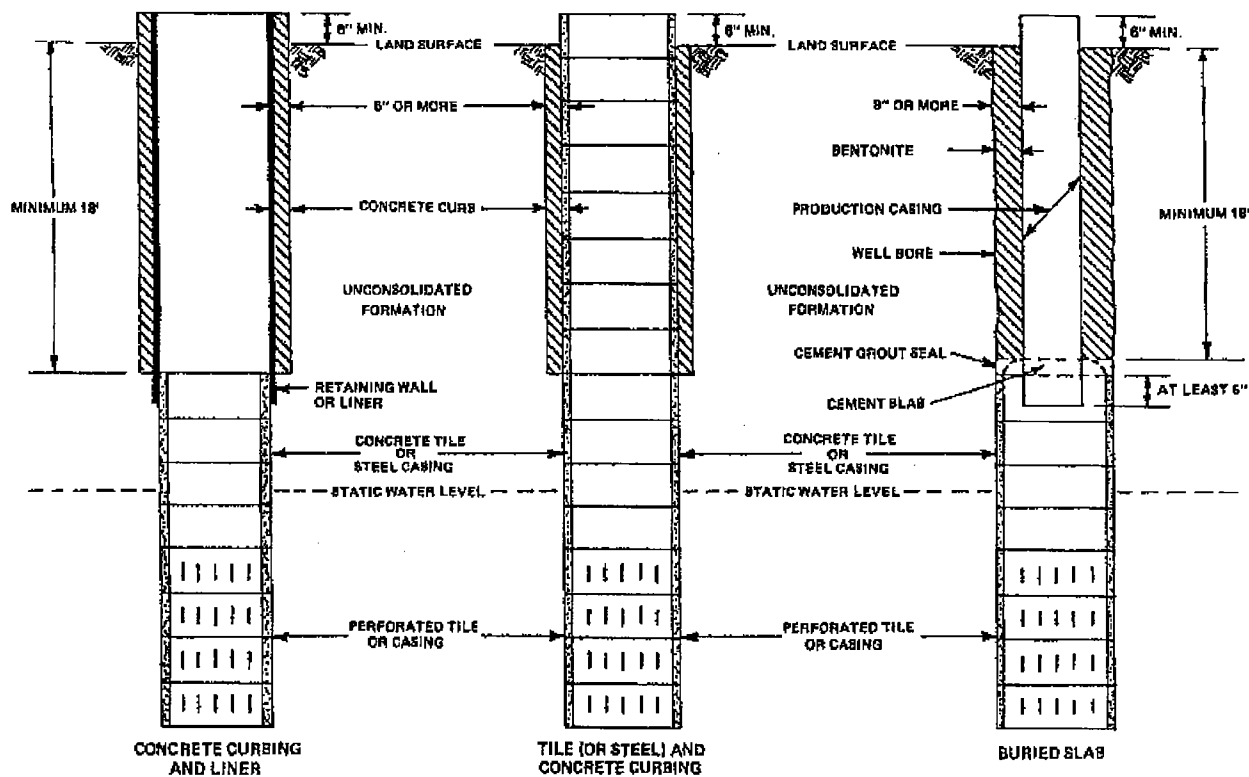 6" MIN.
6" MIN.
6" MIN.
LAND SURFACE
LAND SURFACE
6" OR MORE
9" OR MORE
BENTONITE
MINIMUM 18'
CONCRETE CURB
PRODUCTION CASING
MINIMUM 18'
WELL BORE
UNCONSOLIDATED
FORMATION
UNCONSOLIDATED
FORMATION
CEMENT GROUT SEAL
RETAINING WALL
OR LINER
CEMENT SLAB
AT LEAST 6"
CONCRETE TILE
OR
STEEL CASING
CONCRETE TILE
OR
STEEL CASING
STATIC WATER LEVEL
STATIC WATER LEVEL
PERFORATED TILE
OR CASING
PERFORATED TILE
OR CASING
CONCRETE CURBING
AND LINER
TILE (OR STEEL) AND
CONCRETE CURBING
BURIED SLAB